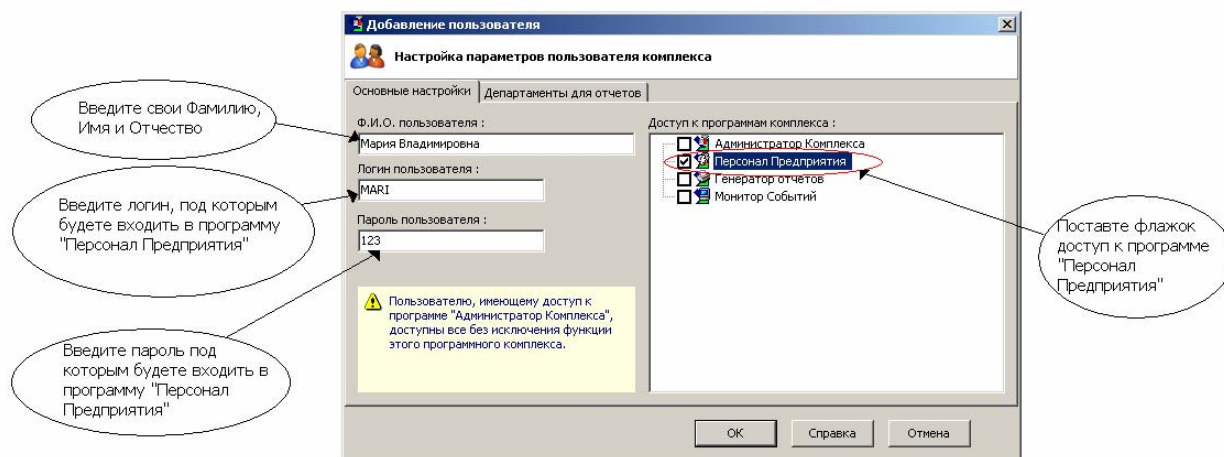 Добавление пользователя
Настройка параметров пользователя комплекса
Основные настройки
Департаменты для отчетов
Введите свои Фамилию,
Имя и Отчество
Ф.И.О. пользователя :
Мария Владимировна
Введите логин, под которым
будете входить в программу
"Персонал Предприятия"
Логин пользователя :
MARI
Пароль пользователя :
123
Введите пароль под
которым будете входить в
программу "Персонал
Предприятия"
Пользователю, имеющему доступ к
программе "Администратор Комплекса",
доступны все без исключения функции
этого программного комплекса.
Доступ к программам комплекса :
Администратор Комплекса
Персонал Предприятия
Генератор отчетов
Монитор Событий
Поставте флажок
доступ к программе
"Персонал
Предприятия"
OK
Справка
Отмена